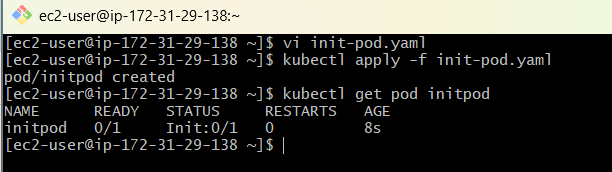 ec2-user@ip-172-31-29-138:~
[ec2-user@ip-172-31-29-138 ~]$ vi init-pod.yaml
[ec2-user@ip-172-31-29-138 ~]$ kubectl apply -f init-pod.yaml
pod/initpod created
[ec2-user@ip-172-31-29-138 ~]$ kubectl get pod initpod
NAME      READY   STATUS     RESTARTS   AGE
initpod   0/1     Init:0/1   0          8s
[ec2-user@ip-172-31-29-138 ~]$